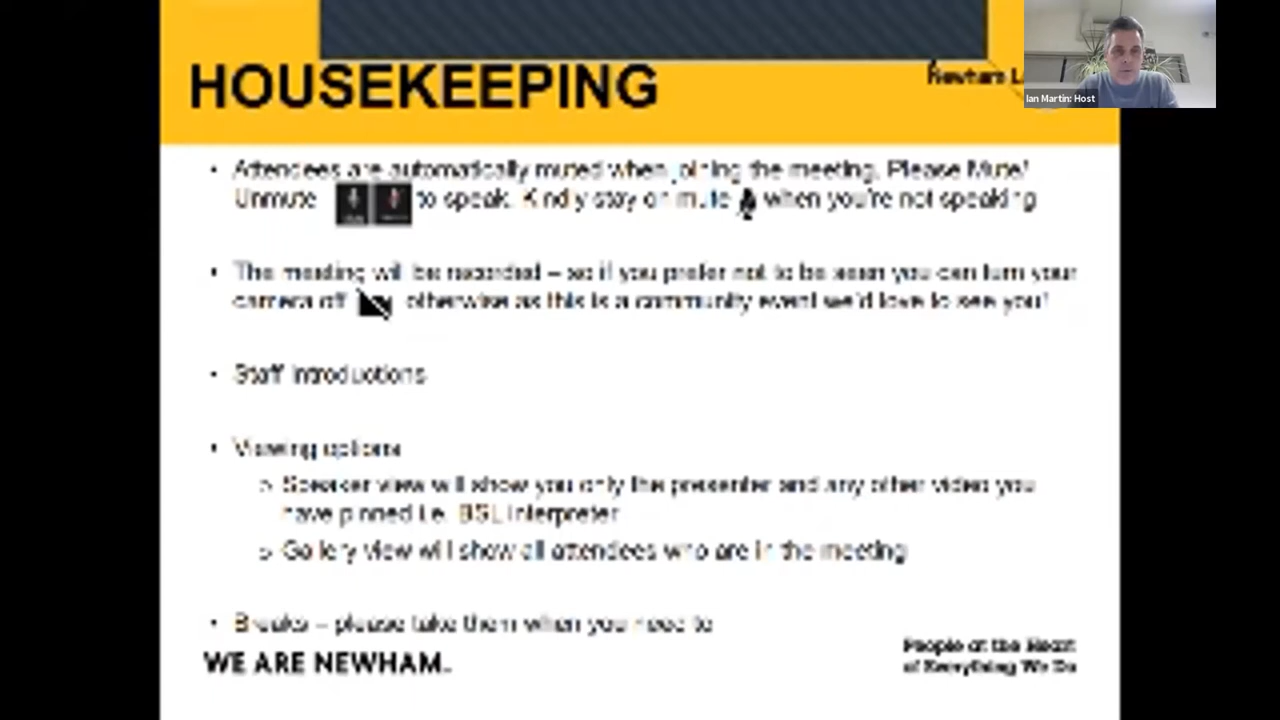 HOUSEKEEPING
Newham
Ian Martin: Host
• Attendees are automatically muted when joining the meeting. Please Mute/
Unmute to speak. Kindly stay on mute when you're not speaking
• The meeting will be recorded – so if you prefer not to be seen you can turn your
camera off otherwise as this is a community event we'd love to see you!
• Staff Introductions
• Viewing options
o Speaker view will show you only the presenter and any other video you
have pinned i.e. BSL interpreter
o Gallery view will show all attendees who are in the meeting
• Breaks – please take them when you need to
WE ARE NEWHAM.
People at the Heart
of Everything We Do